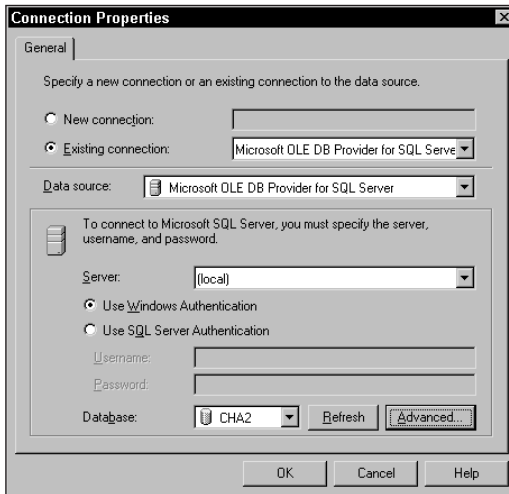 Connection Properties
General
Specify a new connection or an existing connection to the data source.
New connection:
Existing connection: Microsoft OLE DB Provider for SQL Serve
Data source: Microsoft OLE DB Provider for SQL Server
To connect to Microsoft SQL Server, you must specify the server,
username, and password.
Server: (local)
Use Windows Authentication
Use SQL Server Authentication
Username:
Password:
Database: CHA2 Refresh Advanced...
OK Cancel Help